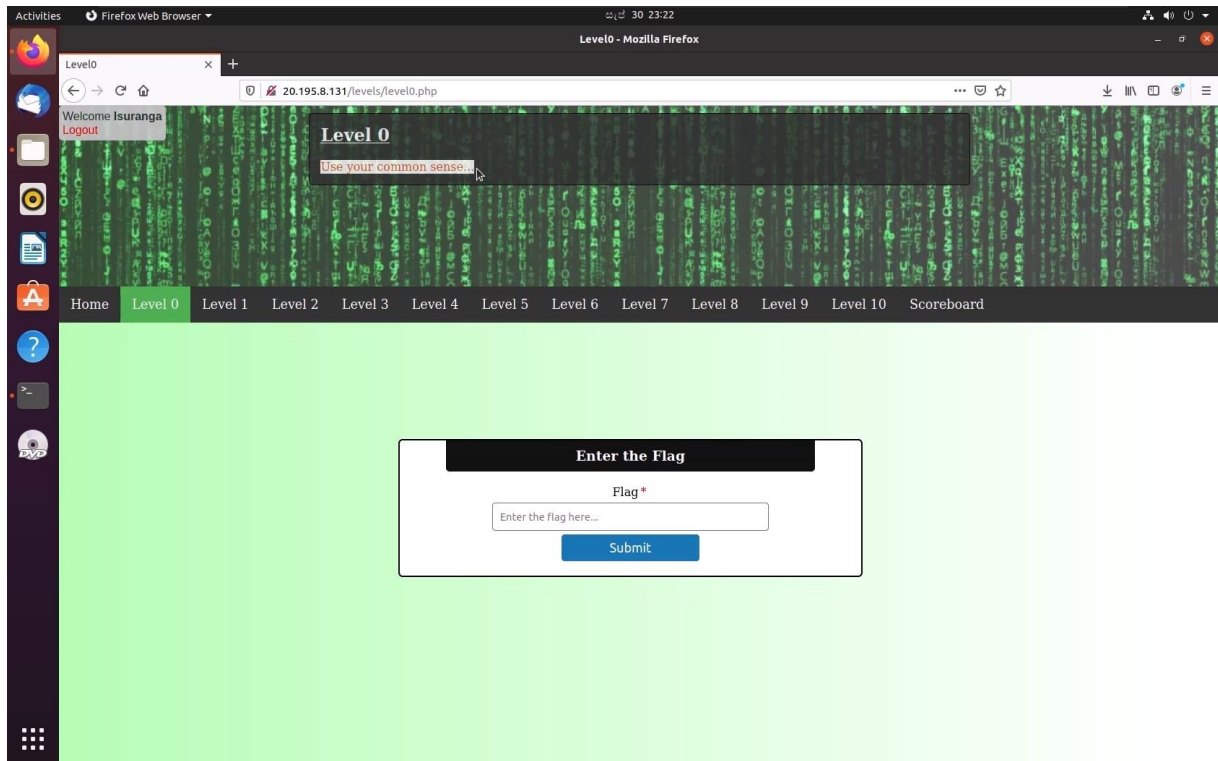 Activities
Firefox Web Browser
සැප් 30 23:22
Level0 - Mozilla Firefox
Level0
20.195.8.131/levels/level0.php
Welcome Isuranga
Logout
Level 0
Use your common sense...
Home Level 0 Level 1 Level 2 Level 3 Level 4 Level 5 Level 6 Level 7 Level 8 Level 9 Level 10 Scoreboard
Enter the Flag
Flag*
Enter the flag here...
Submit
DVD